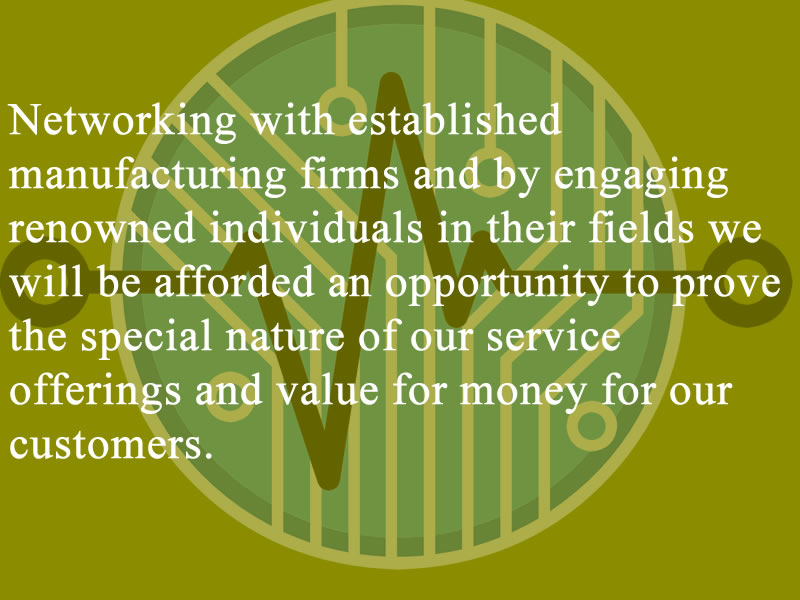 Networking with established
manufacturing firms and by engaging
renowned individuals in their fields we
will be afforded an opportunity to prove
the special nature of our service
offerings and value for money for our
customers.